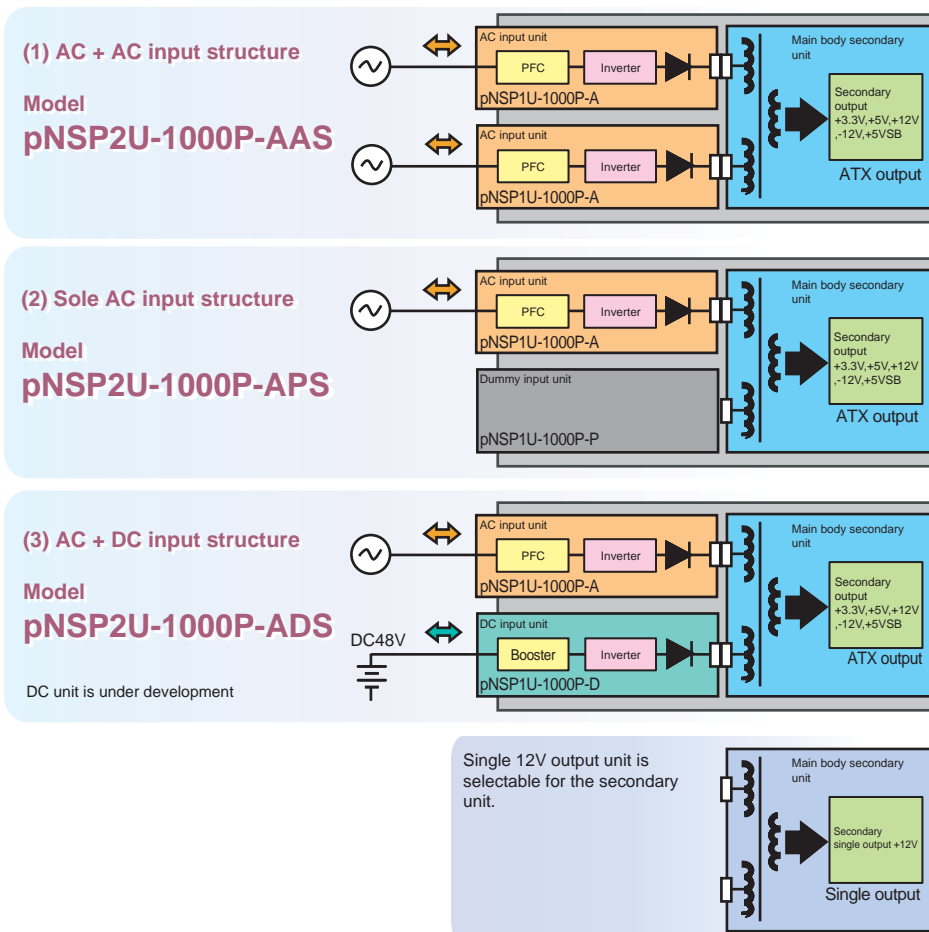 (1) AC + AC input structure
Model
pNSP2U-1000P-AAS
AC input unit
PFC
Inverter
pNSP1U-1000P-A
AC input unit
PFC
Inverter
pNSP1U-1000P-A
Main body secondary
unit
Secondary
output
+3.3V,+5V,+12V
,-12V,+5VSB
ATX output
(2) Sole AC input structure
Model
pNSP2U-1000P-APS
AC input unit
PFC
Inverter
pNSP1U-1000P-A
Dummy input unit
pNSP1U-1000P-P
Main body secondary
unit
Secondary
output
+3.3V,+5V,+12V
,-12V,+5VSB
ATX output
(3) AC + DC input structure
Model
pNSP2U-1000P-ADS
DC unit is under development
AC input unit
PFC
Inverter
pNSP1U-1000P-A
DC48V
DC input unit
Booster
Inverter
pNSP1U-1000P-D
Main body secondary
unit
Secondary
output
+3.3V,+5V,+12V
,-12V,+5VSB
ATX output
Single 12V output unit is
selectable for the secondary
unit.
Main body secondary
unit
Secondary
single output +12V
Single output